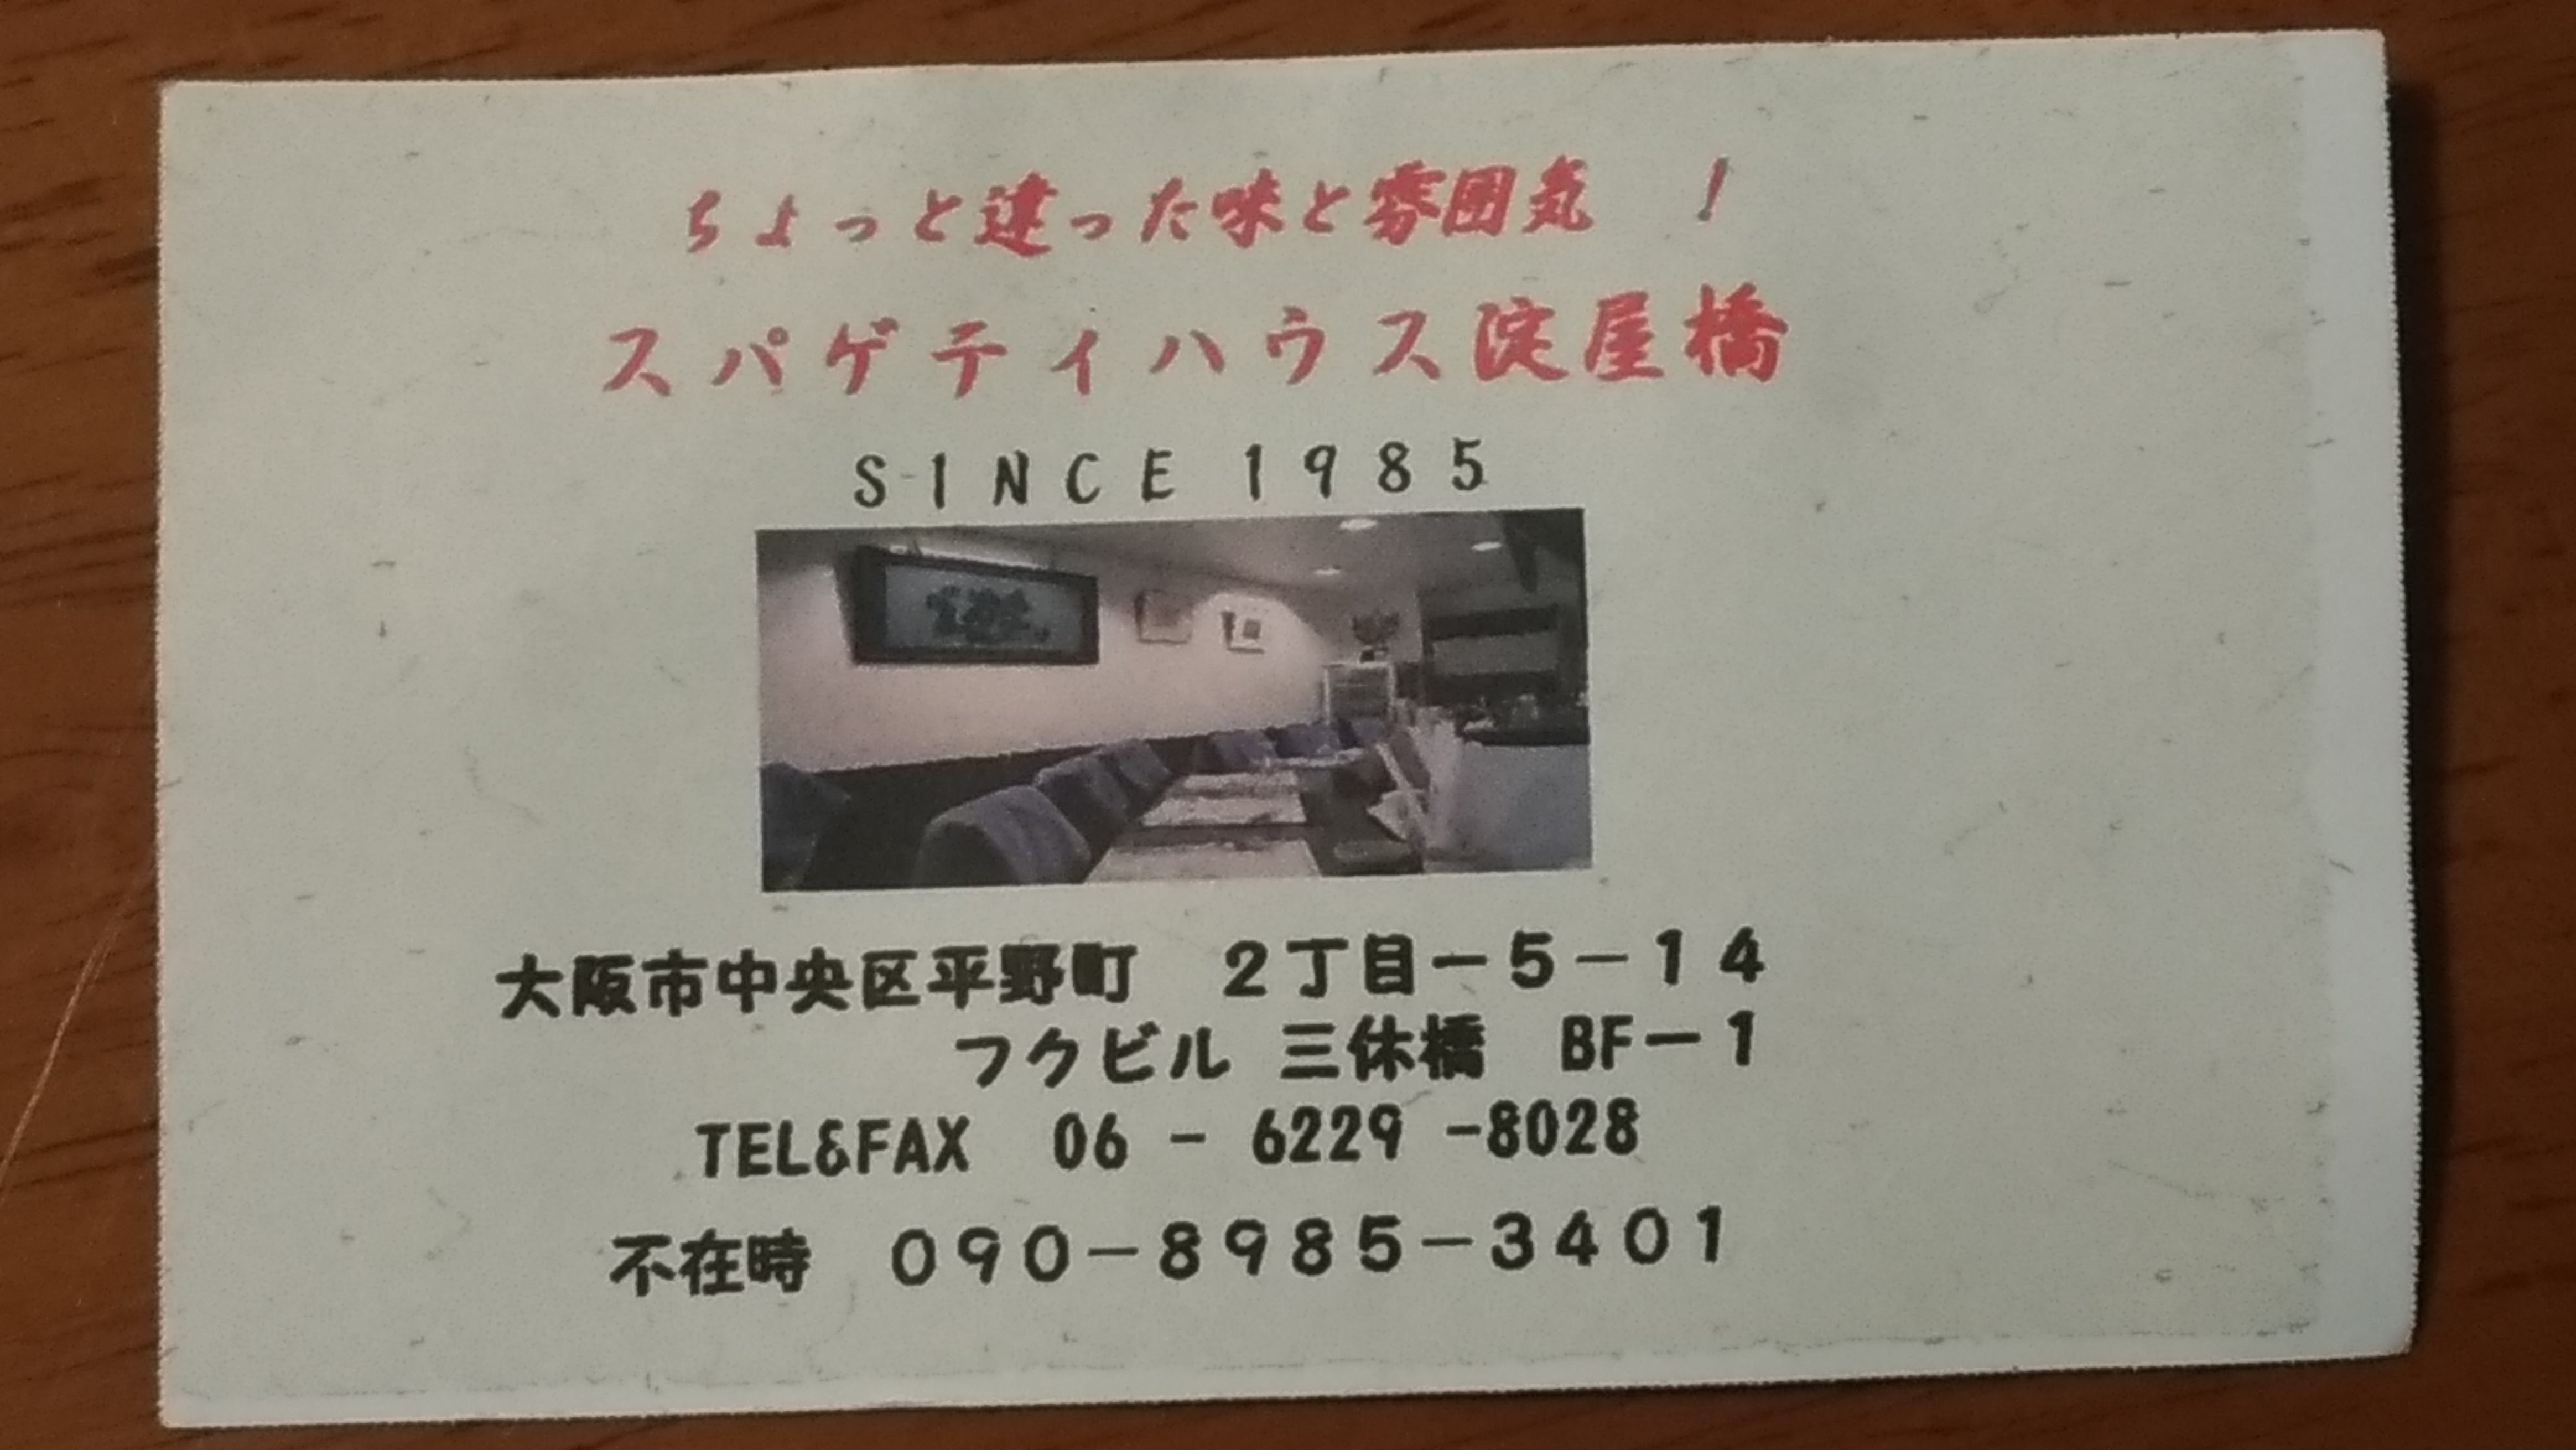 ちょっと違った味と雰囲気　！
スパゲティハウス淀屋橋
SINCE 1985
大阪市中央区平野町　２丁目－５－１４
フクビル 三休橋　BF－１
TEL&FAX　06 － 6229 -8028
不在時　０９０－８９８５－３４０１